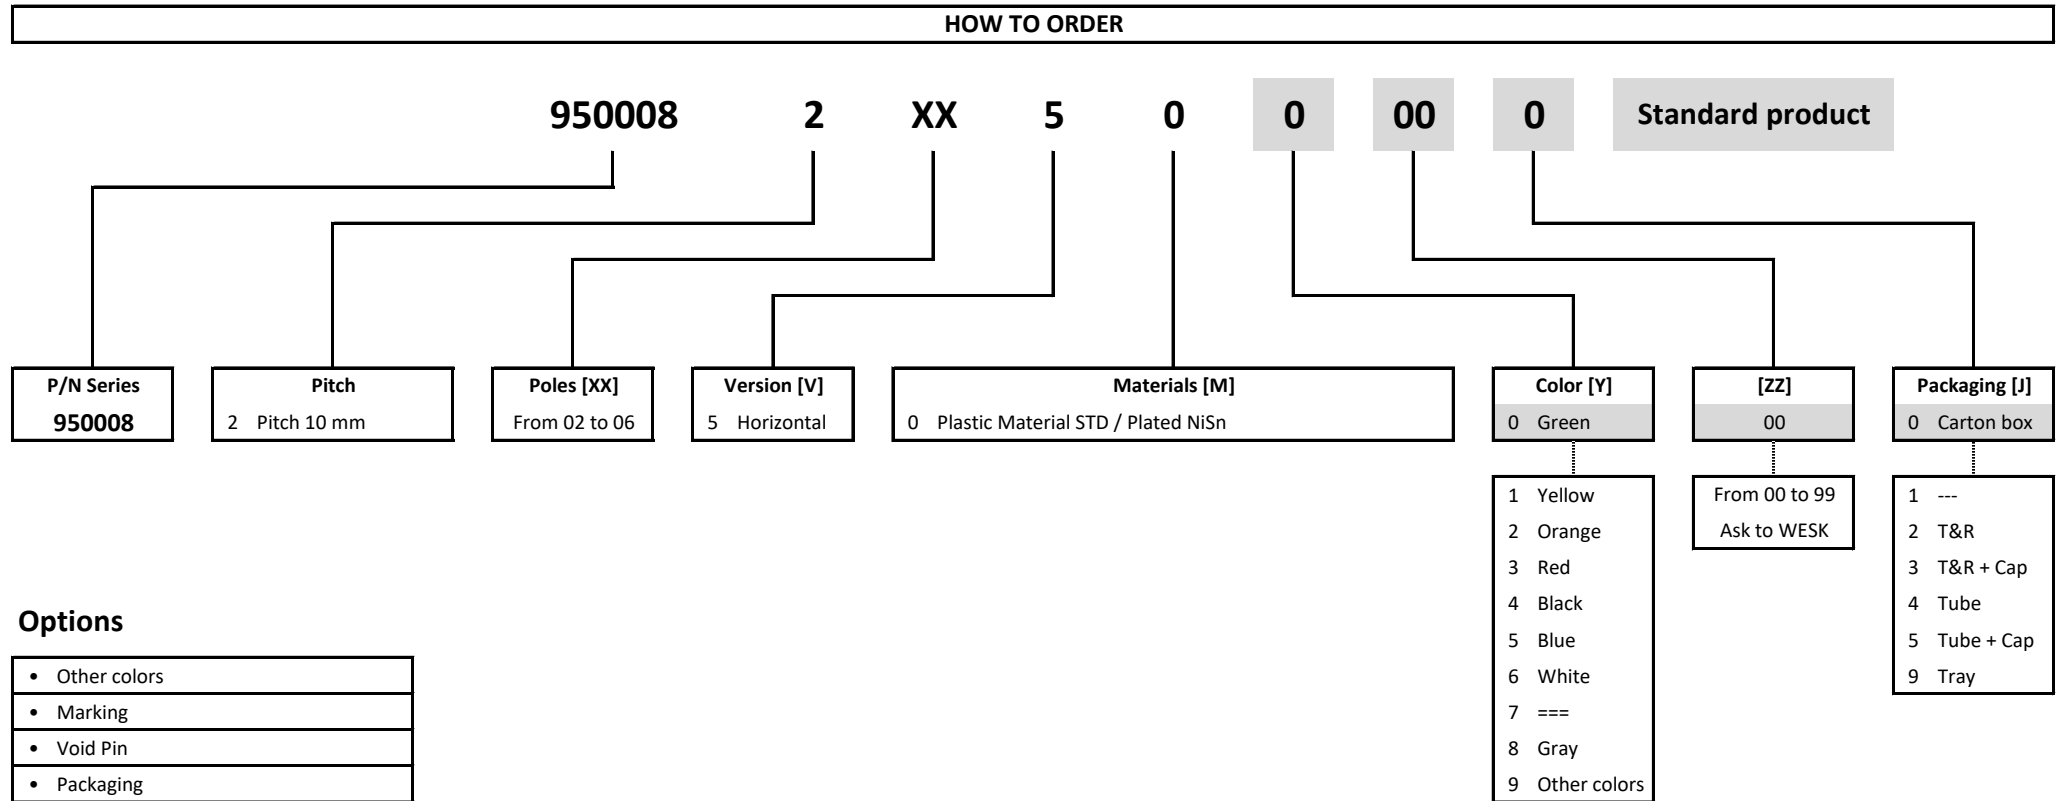 HOW TO ORDER
950008 2 XX 5 0 0 00 0 Standard product
P/N Series Pitch Poles [XX] Version [V] Materials [M] Color [Y] [ZZ] Packaging [J]
950008 2 Pitch 10 mm From 02 to 06 5 Horizontal 0 Plastic Material STD / Plated NiSn 0 Green 00 0 Carton box
1 Yellow From 00 to 99 1 ---
2 Orange Ask to WESK 2 T&R
3 Red 3 T&R + Cap
4 Black 4 Tube
Options
5 Blue 5 Tube + Cap
• Other colors 6 White 9 Tray
• Marking 7 ===
• Void Pin 8 Gray
• Packaging 9 Other colors